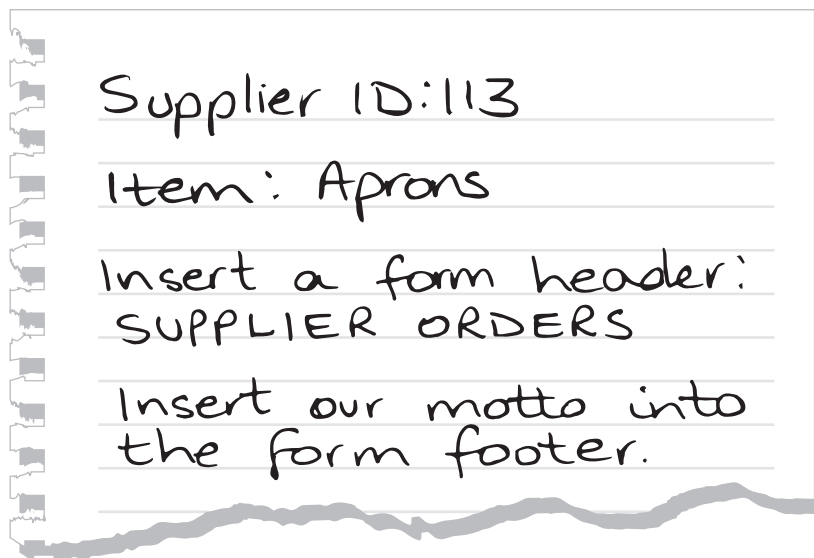 Supplier ID:113
Item: Aprons
Insert a form header:
SUPPLIER ORDERS
Insert our motto into
the form footer.